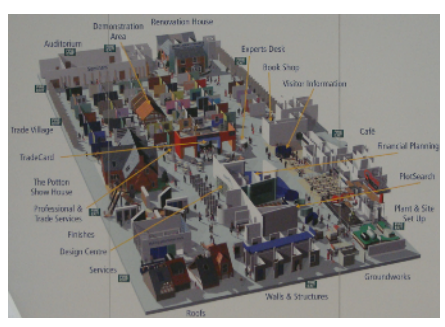 Renovation House
Demonstration
Area
Auditorium
Experts Desk
Book Shop
Visitor Information
Trade Village
Café
TradeCard
Financial Planning
The Potton
Show House
PlotSearch
Professional &
Trade Services
Plant & Site
Set Up
Finishes
Design Centre
Services
Groundworks
Walls & Structures
Roofs